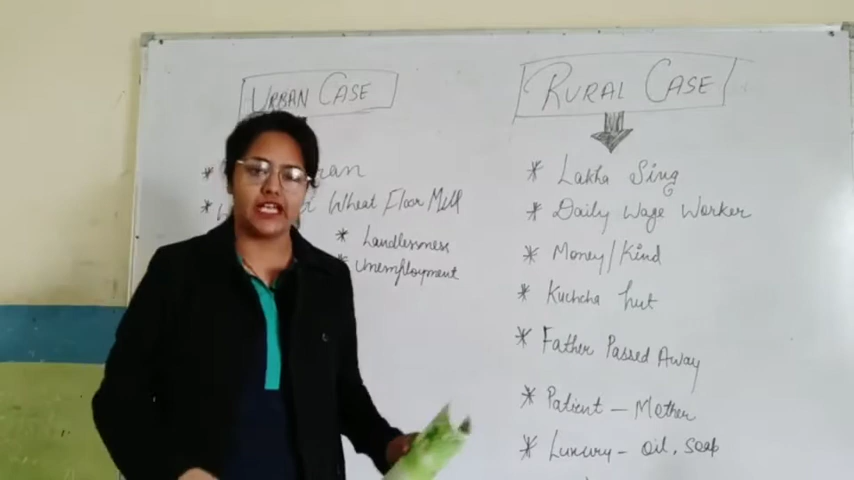 URBAN CASE
*
* Wheat Floor Mill
* Landlessness
* Unemployment
RURAL CASE
* Lakha Sing
* Daily Wage Worker
* Money/Kind
* Kuchcha hut
* Father Passed Away
* Patient – Mother
* Luxury – oil, soap